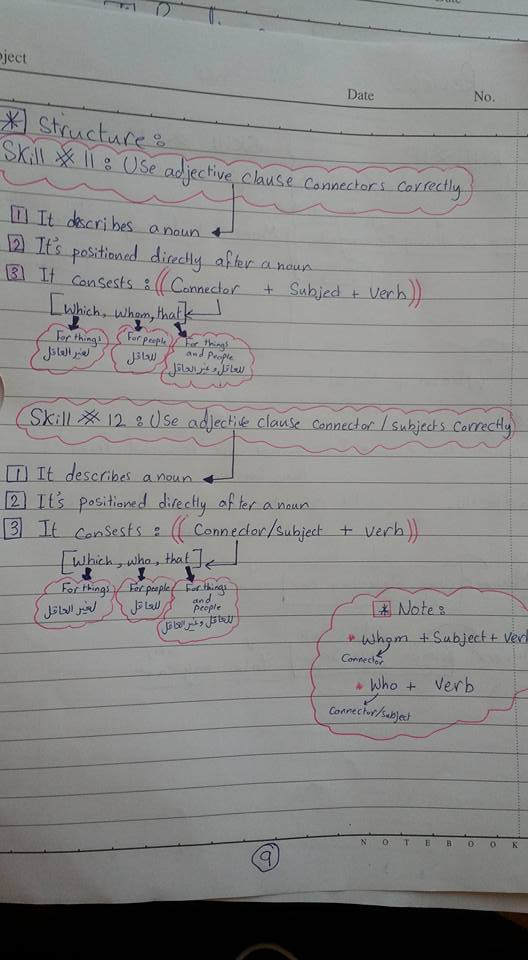 bject
Date No.
* Structure:
Skill # 11: Use adjective clause connectors correctly
1 It describes a noun
2 It's positioned directly after a noun
3 It consests: ((Connector + Subject + Verb))
[Which, whom, that]
For things For people For things
and people
لغير العاقل للعاقل للعاقل وغير العاقل
Skill # 12: Use adjective clause connector/subjects correctly
1 It describes a noun
2 It's positioned directly after a noun
3 It consests: ((Connector/Subject + verb))
[Which, who, that]
For things For people For things
and
people
لغير العاقل للعاقل للعاقل وغير العاقل
* Note:
* Whom + Subject + Verb
Connector
* Who + Verb
Connector/subject
NOTEBOOK
9